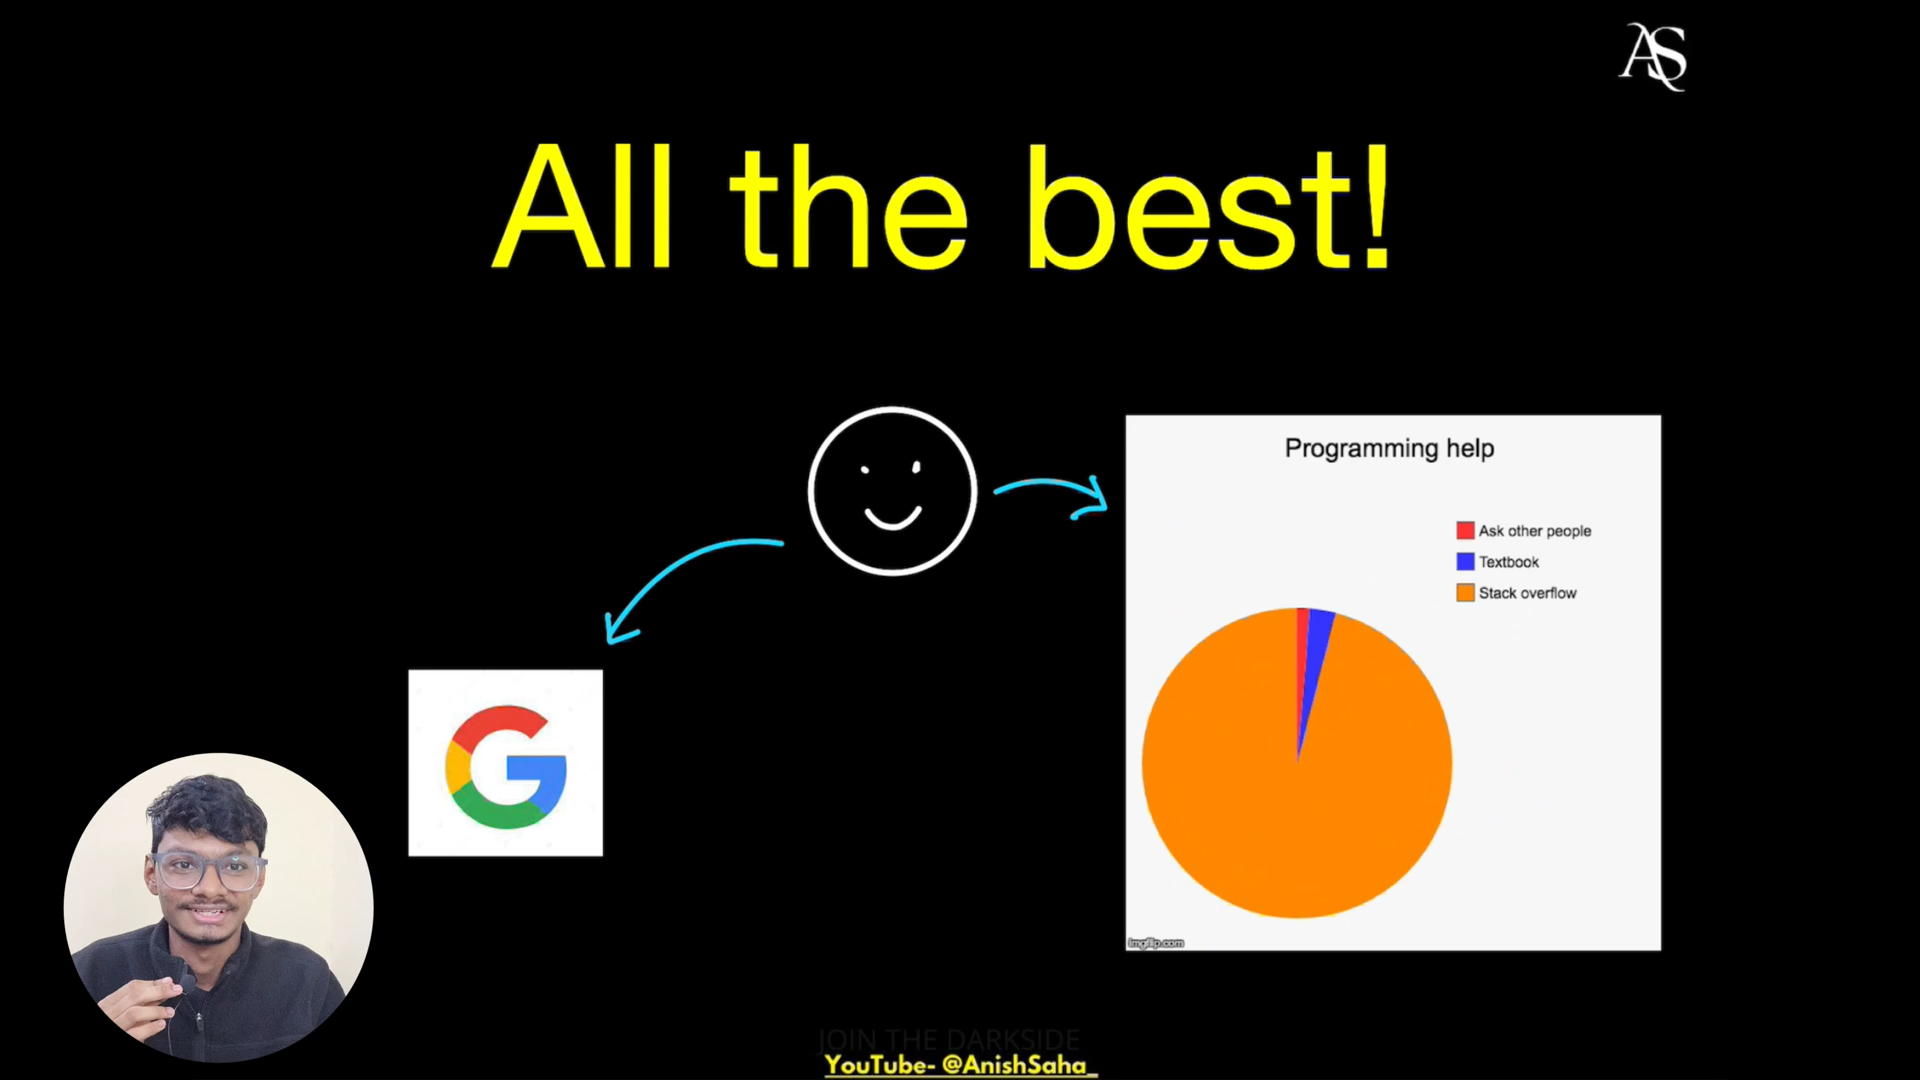 AS
All the best!
Programming help
Ask other people
Textbook
Stack overflow
imgflip.com
JOIN THE DARKSIDE
YouTube- @AnishSaha_